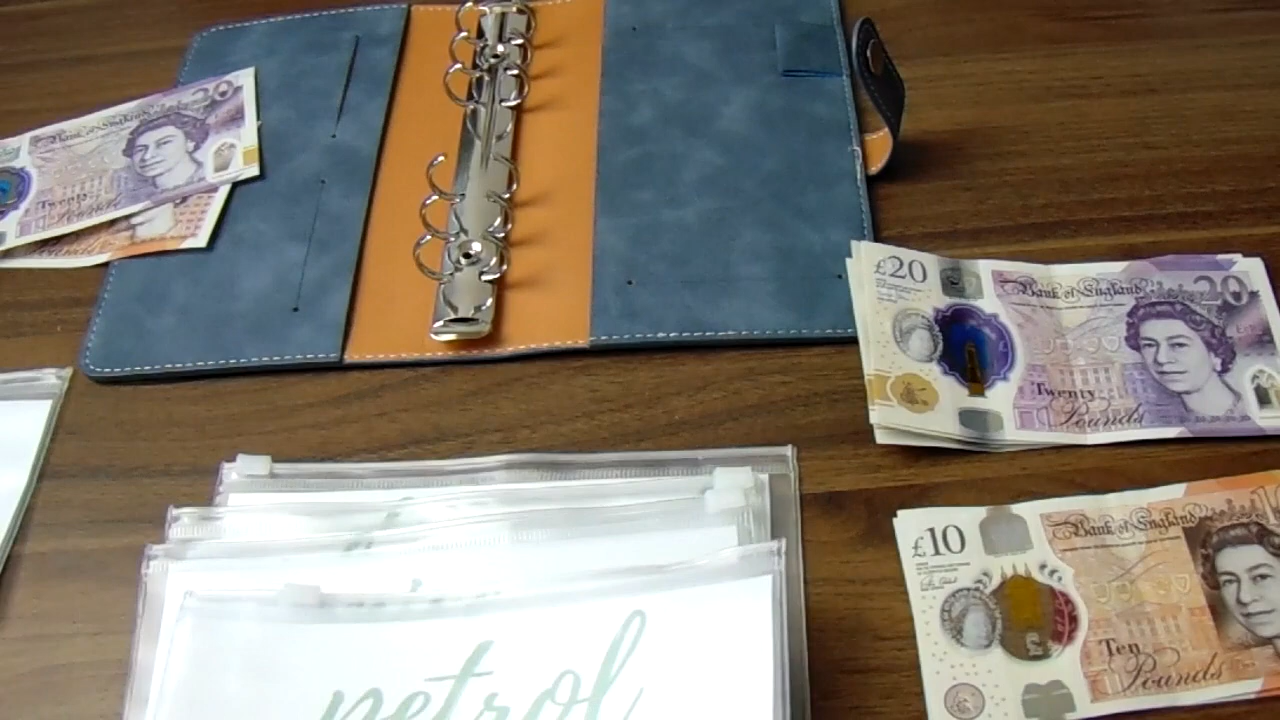 20
Bank of England
Twenty
Pounds
Pounds
£20
Bank of England
20
Twenty
Pounds
£10
Bank of England
Ten
Pounds
petrol